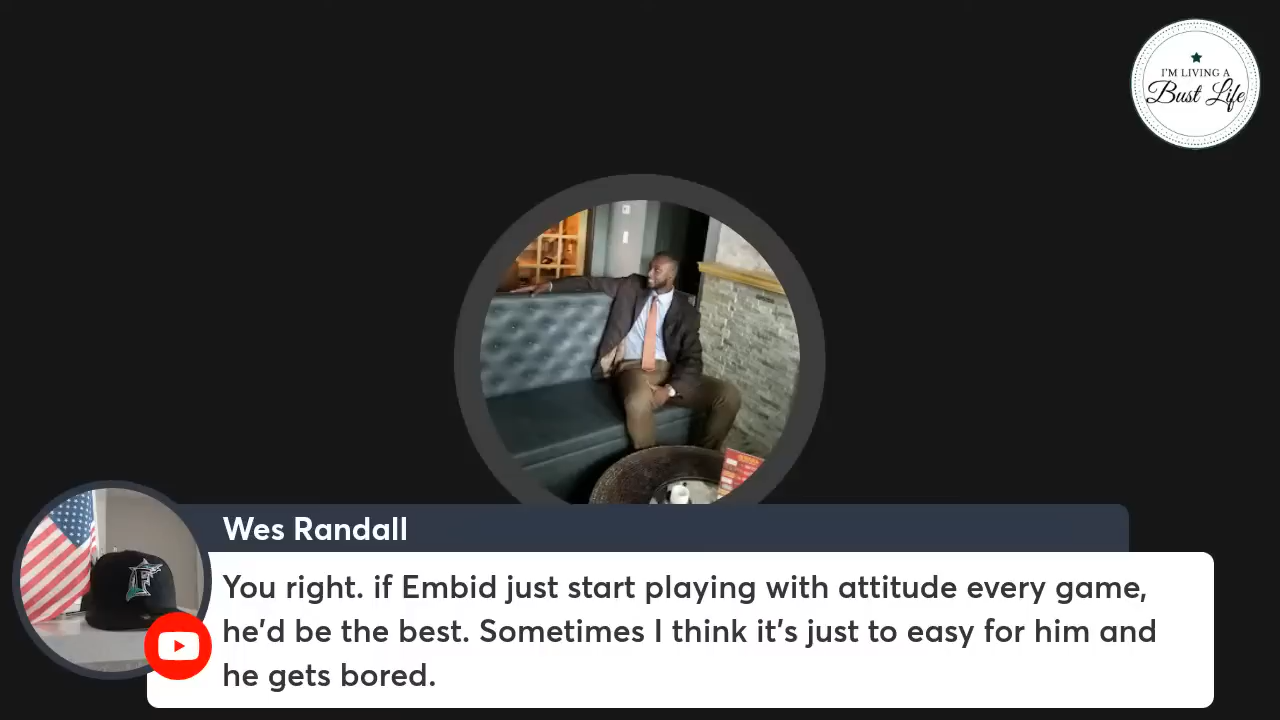 I'M LIVING A
Bust Life
Wes Randall
You right. if Embid just start playing with attitude every game,
he'd be the best. Sometimes I think it's just to easy for him and
he gets bored.